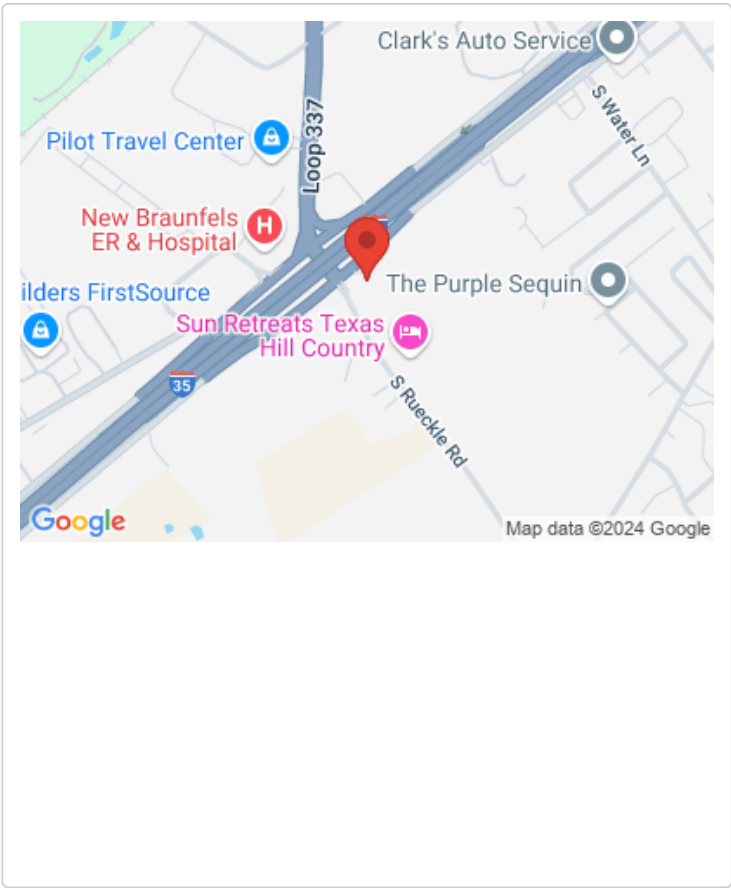 Clark's Auto Service
S Water Ln
Loop 337
Pilot Travel Center
New Braunfels
ER & Hospital
H
ilders FirstSource
The Purple Sequin
Sun Retreats Texas
Hill Country
35
S Rueckle Rd
Google
Map data ©2024 Google